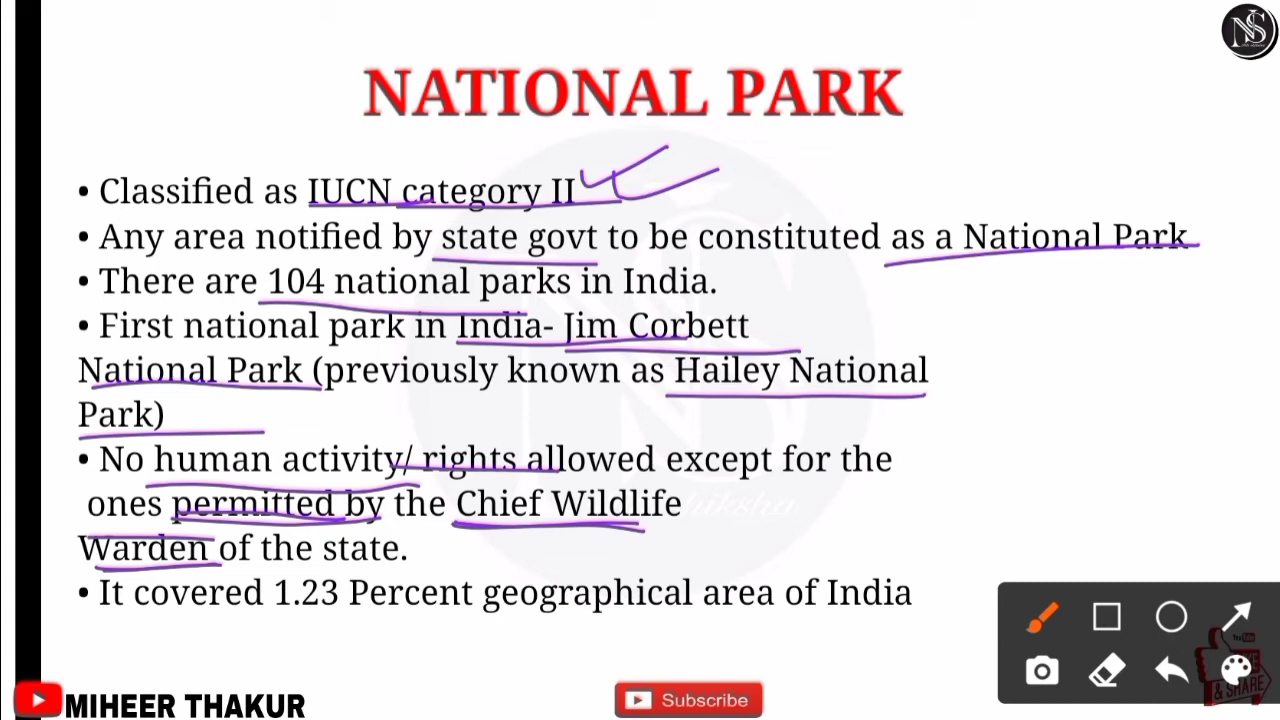 NATIONAL PARK
• Classified as IUCN category II
• Any area notified by state govt to be constituted as a National Park
• There are 104 national parks in India.
• First national park in India- Jim Corbett
National Park (previously known as Hailey National
Park)
• No human activity/ rights allowed except for the
ones permitted by the Chief Wildlife
Warden of the state.
• It covered 1.23 Percent geographical area of India
MIHEER THAKUR
Subscribe
& SHARE